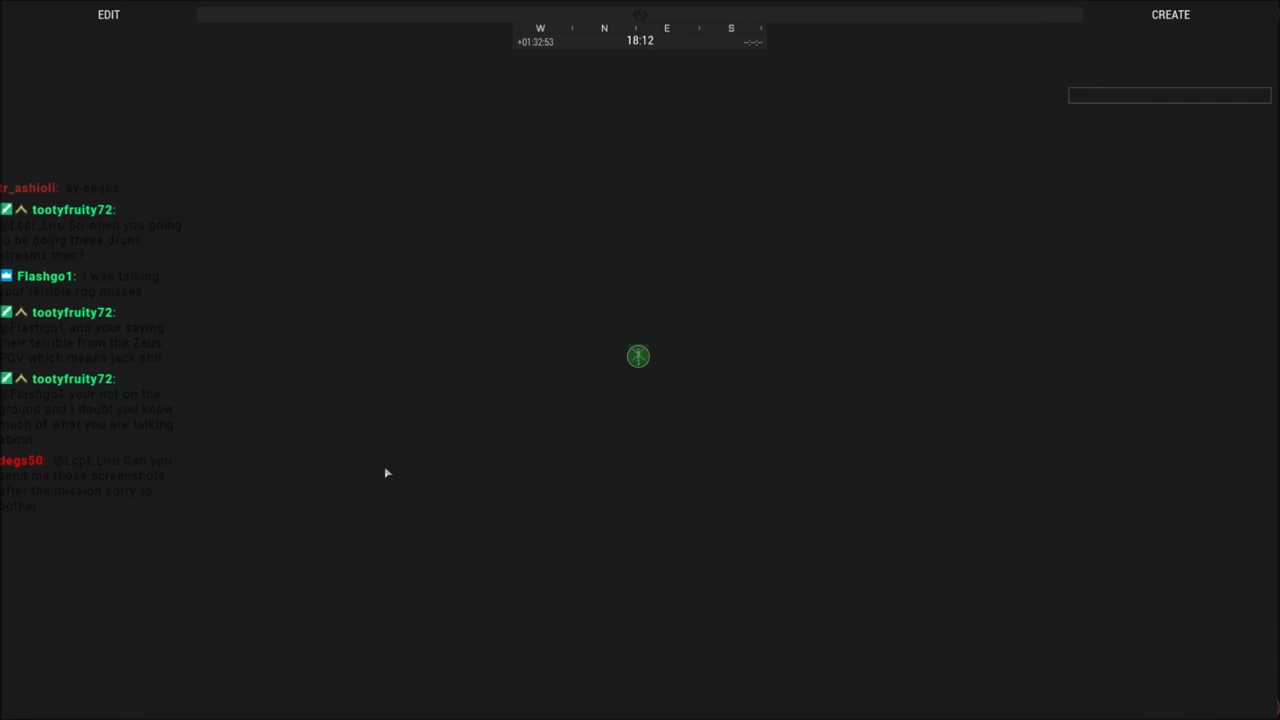 EDIT
CREATE
W N E S
+01:32:53 18:12 --:--:--
tr_ashioli: ay-ee-jus
tootyfruity72:
@Lcpl_Liru So when you going
to be doing these drunk
streams then?
Flashgo1: i was talking
your terrible rpg misses
tootyfruity72:
@Flashgo1 and your saying
their terrible from the Zeus
POV which means jack shit
tootyfruity72:
@Flashgo1 your not on the
ground and i doubt you know
much of what you are talking
about
degs50: @Lcpl_Liru Can you
send me those screenshots
after the mission sorry to
bother